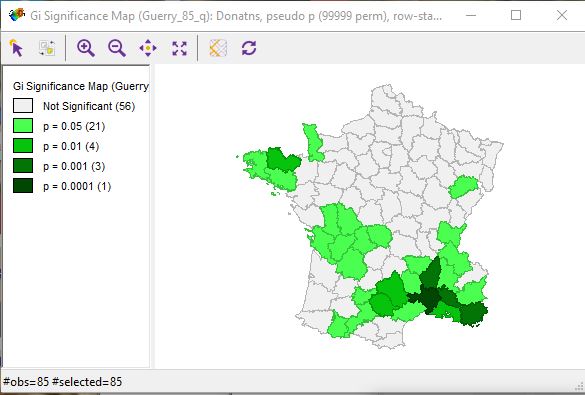 Gi Significance Map (Guerry_85_q): Donatns, pseudo p (99999 perm), row-sta...
Gi Significance Map (Guerry
Not Significant (56)
p = 0.05 (21)
p = 0.01 (4)
p = 0.001 (3)
p = 0.0001 (1)
#obs=85 #selected=85